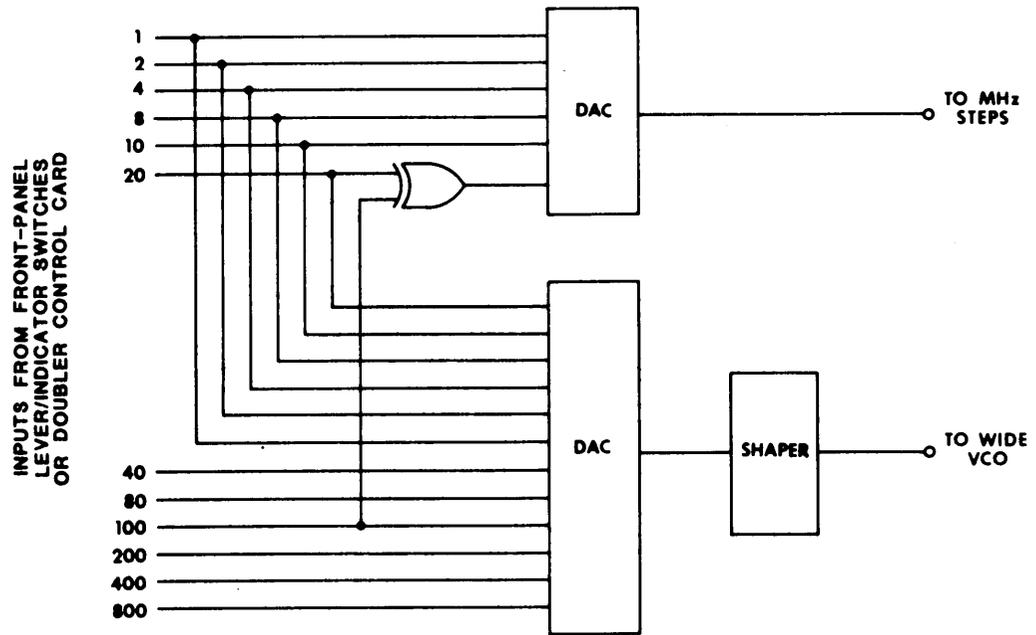 INPUTS FROM FRONT-PANEL
LEVER/INDICATOR SWITCHES
OR DOUBLER CONTROL CARD
1
2
4
8
10
20
DAC
TO MHz
STEPS
40
80
100
200
400
800
DAC
SHAPER
TO WIDE
VCO